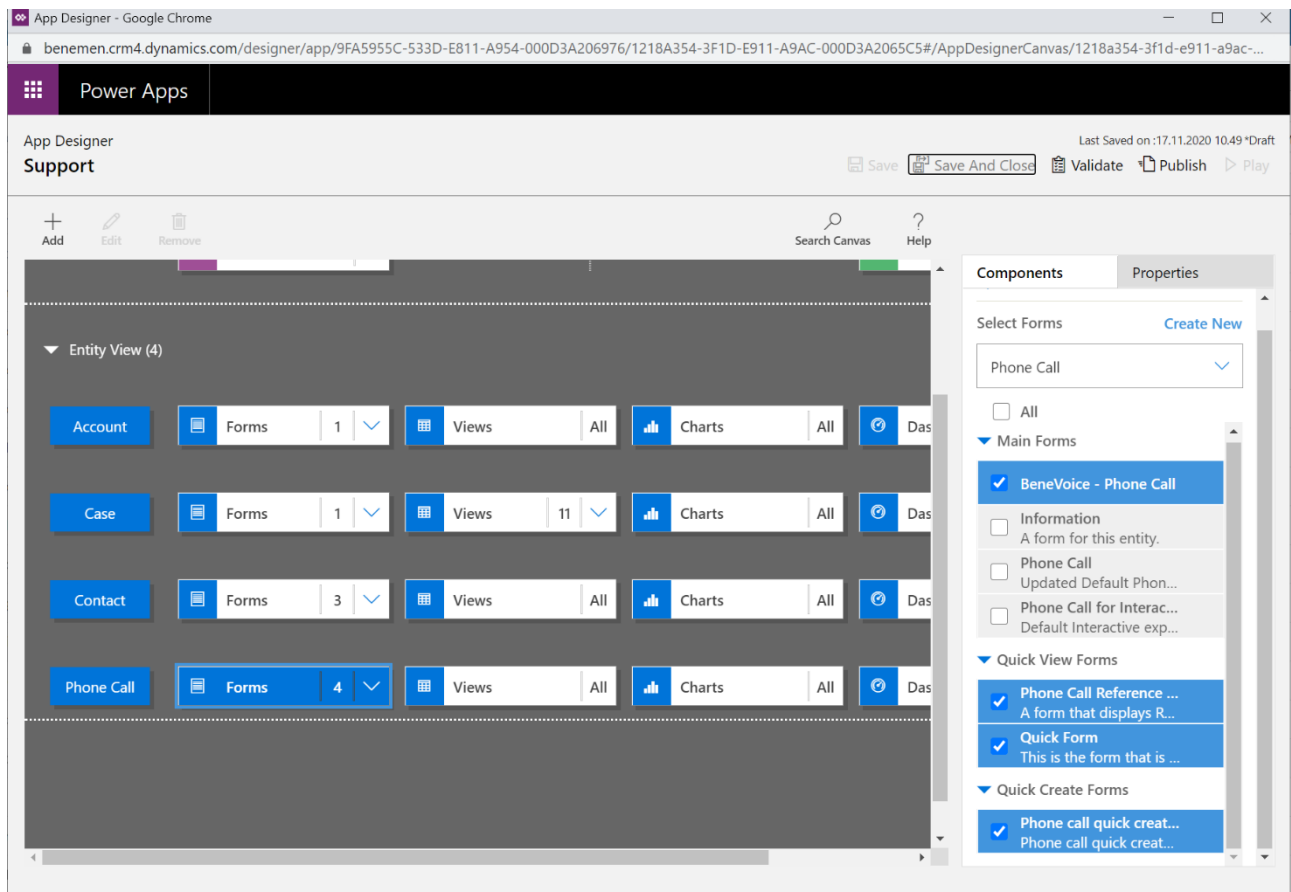 App Designer - Google Chrome
benemen.crm4.dynamics.com/designer/app/9FA5955C-533D-E811-A954-000D3A206976/1218A354-3F1D-E911-A9AC-000D3A2065C5#/AppDesignerCanvas/1218a354-3f1d-e911-a9ac-...
Power Apps
App Designer
Last Saved on :17.11.2020 10.49 *Draft
Support
Save Save And Close Validate Publish Play
Add Edit Remove Search Canvas Help
Components Properties
Select Forms Create New
Phone Call
All
Entity View (4)
Account Forms 1 Views All Charts All Das
Case Forms 1 Views 11 Charts All Das
Contact Forms 3 Views All Charts All Das
Phone Call Forms 4 Views All Charts All Das
Main Forms
BeneVoice - Phone Call
Information
A form for this entity.
Phone Call
Updated Default Phon...
Phone Call for Interac...
Default Interactive exp...
Quick View Forms
Phone Call Reference ...
A form that displays R...
Quick Form
This is the form that is ...
Quick Create Forms
Phone call quick creat...
Phone call quick creat...